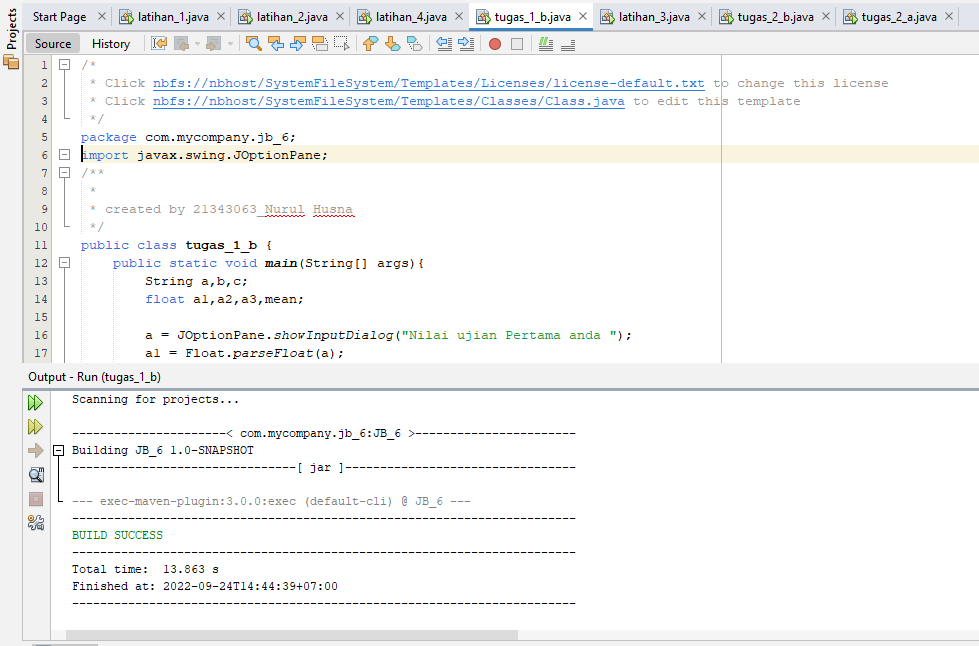 Projects
Start Page
latihan_1.java
latihan_2.java
latihan_4.java
tugas_1_b.java
latihan_3.java
tugas_2_b.java
tugas_2_a.java
Source History
1 /*
2 * Click nbfs://nbhost/SystemFileSystem/Templates/Licenses/license-default.txt to change this license
3 * Click nbfs://nbhost/SystemFileSystem/Templates/Classes/Class.java to edit this template
4 */
5 package com.mycompany.jb_6;
6 import javax.swing.JOptionPane;
7 /**
8 *
9 * created by 21343063_Nurul Husna
10 */
11 public class tugas_1_b {
12 public static void main(String[] args){
13 String a,b,c;
14 float a1,a2,a3,mean;
15
16 a = JOptionPane.showInputDialog("Nilai ujian Pertama anda ");
17 a1 = Float.parseFloat(a);
Output - Run (tugas_1_b)
Scanning for projects...
----------------------< com.mycompany.jb_6:JB_6 >-----------------------
Building JB_6 1.0-SNAPSHOT
--------------------------------[ jar ]---------------------------------
--- exec-maven-plugin:3.0.0:exec (default-cli) @ JB_6 ---
------------------------------------------------------------------------
BUILD SUCCESS
------------------------------------------------------------------------
Total time:  13.863 s
Finished at: 2022-09-24T14:44:39+07:00
------------------------------------------------------------------------